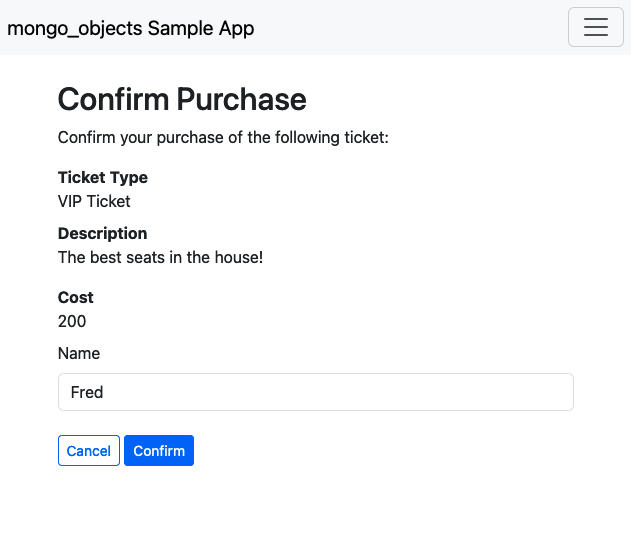 mongo_objects Sample App
Confirm Purchase
Confirm your purchase of the following ticket:
Ticket Type
VIP Ticket
Description
The best seats in the house!
Cost
200
Name
Fred
Cancel Confirm